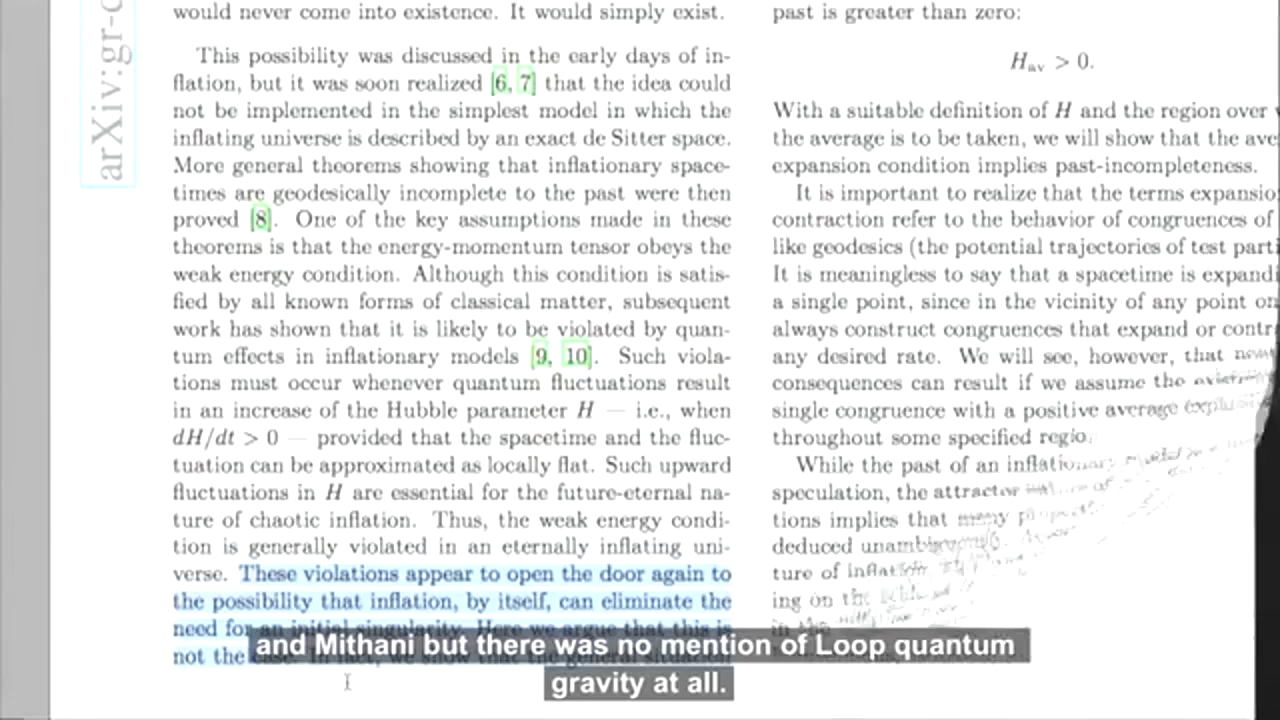 arXiv:gr-q
would never come into existence. It would simply exist.
This possibility was discussed in the early days of in-
flation, but it was soon realized [6, 7] that the idea could
not be implemented in the simplest model in which the
inflating universe is described by an exact de Sitter space.
More general theorems showing that inflationary space-
times are geodesically incomplete to the past were then
proved [8]. One of the key assumptions made in these
theorems is that the energy-momentum tensor obeys the
weak energy condition. Although this condition is satis-
fied by all known forms of classical matter, subsequent
work has shown that it is likely to be violated by quan-
tum effects in inflationary models [9, 10]. Such viola-
tions must occur whenever quantum fluctuations result
in an increase of the Hubble parameter H — i.e., when
dH/dt > 0 — provided that the spacetime and the fluc-
tuation can be approximated as locally flat. Such upward
fluctuations in H are essential for the future-eternal na-
ture of chaotic inflation. Thus, the weak energy condi-
tion is generally violated in an eternally inflating uni-
verse. These violations appear to open the door again to
the possibility that inflation, by itself, can eliminate the
need for an initial singularity. Here we argue that this is
not the case. In fact, we show that the general situation
past is greater than zero:
Hav > 0.
With a suitable definition of H and the region over
the average is to be taken, we will show that the ave
expansion condition implies past-incompleteness.
It is important to realize that the terms expansio
contraction refer to the behavior of congruences of
like geodesics (the potential trajectories of test parti
It is meaningless to say that a spacetime is expandi
a single point, since in the vicinity of any point on
always construct congruences that expand or contr
any desired rate. We will see, however, that
consequences can result if we assume the
single congruence with a positive average
throughout some specified regio
While the past of an inflationary
speculation, the attractor
tions implies that many
deduced unambiguously.
ture of inflation
ing on the
in the
and Mithani but there was no mention of Loop quantum
gravity at all.